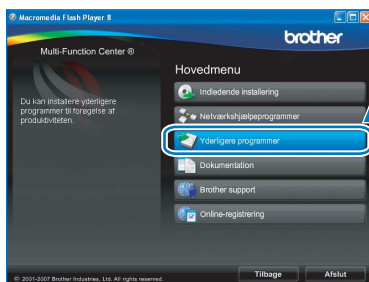 Macromedia Flash Player 8
brother
Multi-Function Center ®
Hovedmenu
Du kan installere yderligere
programmer til forøgelse af
produktiviteten.
Indledende installering
Netværkshjælpeprogrammer
Yderligere programmer
Dokumentation
Brother support
Online-registrering
© 2001-2007 Brother Industries, Ltd. All rights reserved.
Tilbage
Afslut